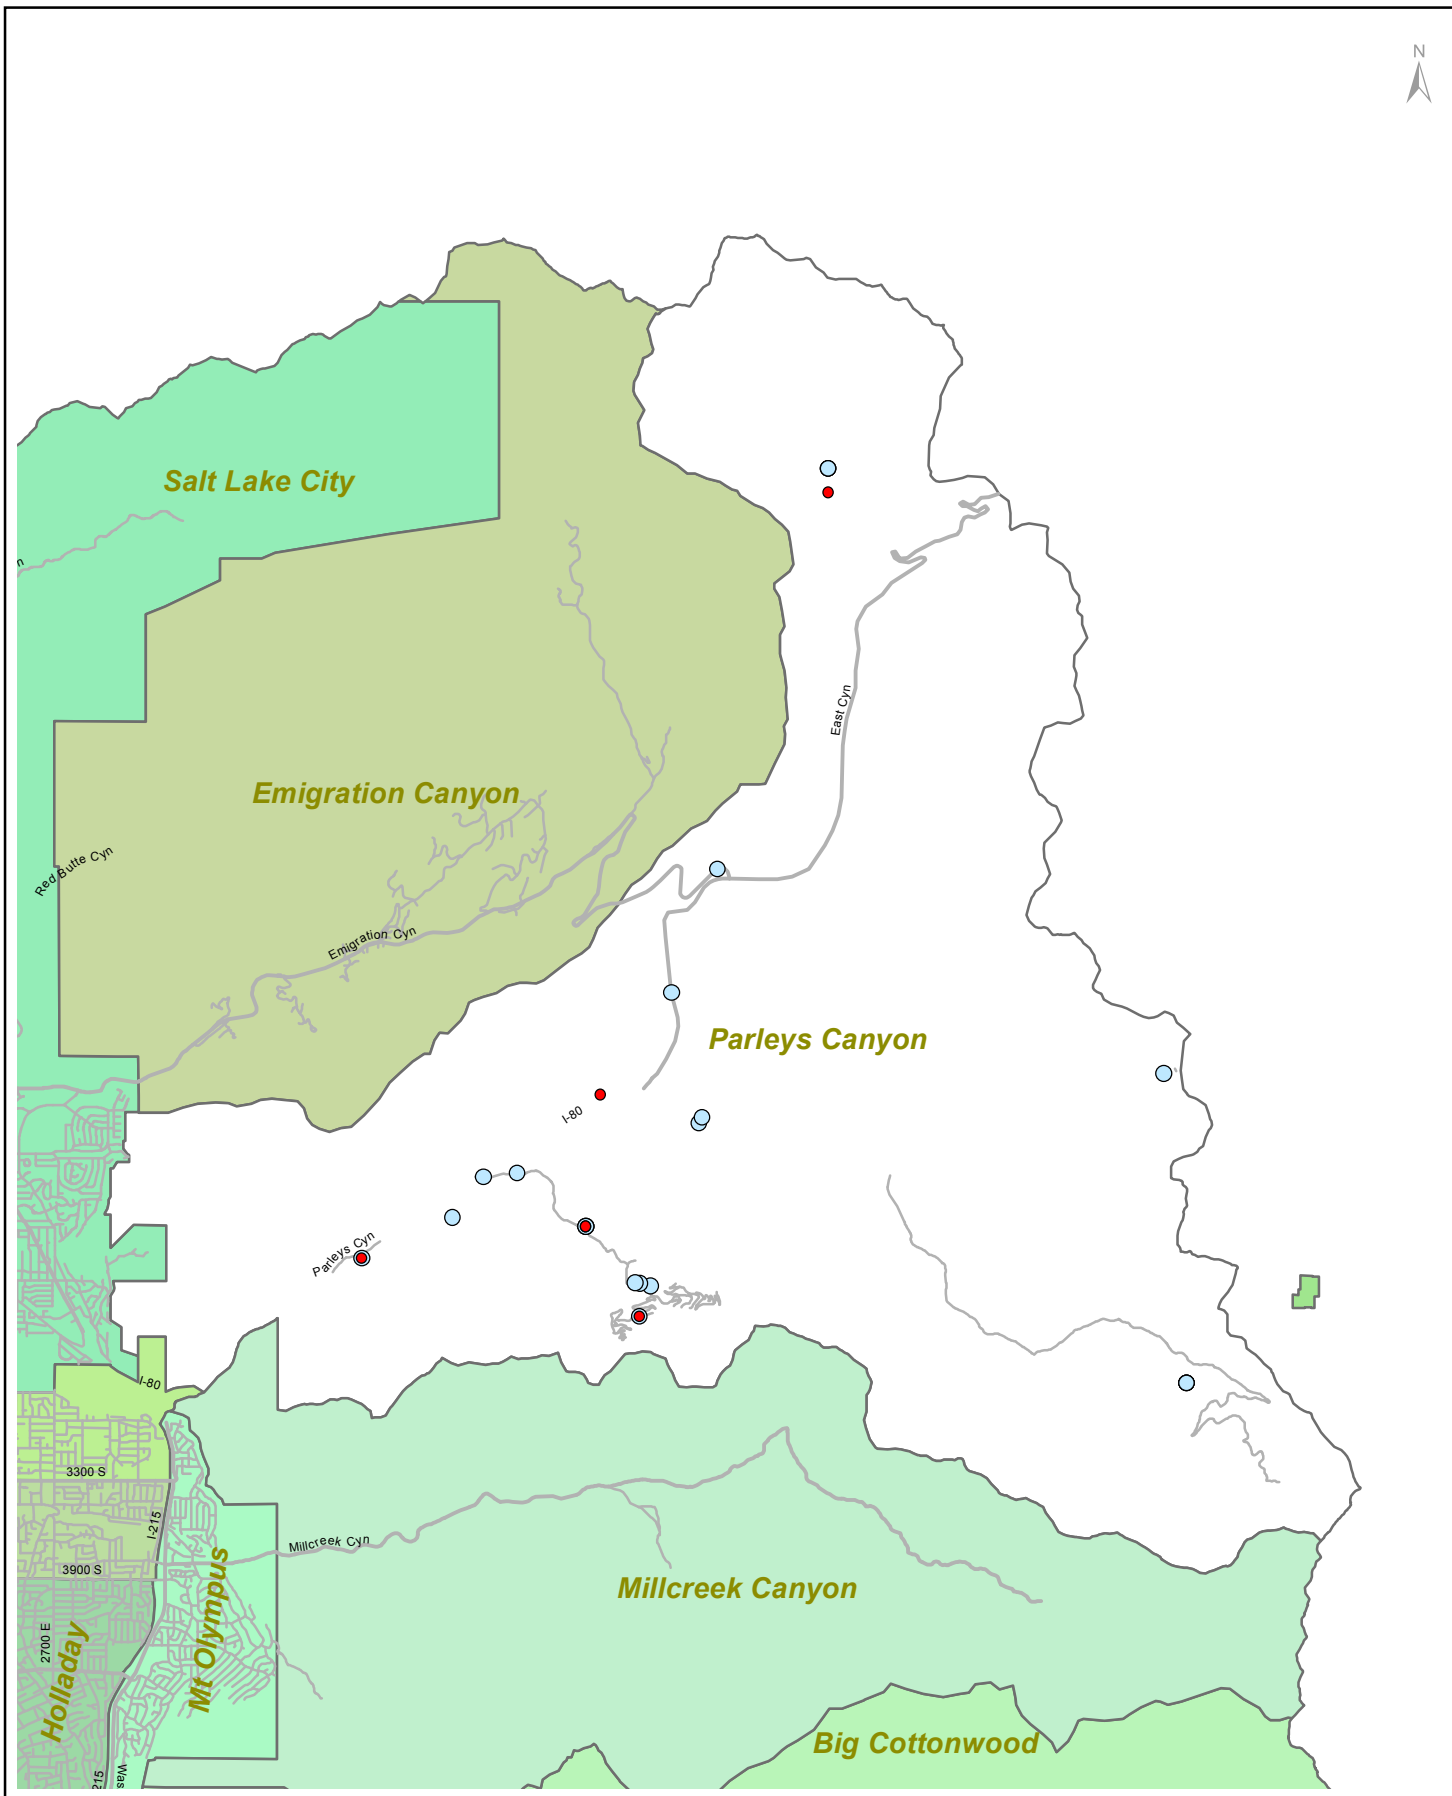 N
Salt Lake City
n
East Cyn
Emigration Canyon
Red Butte Cyn
Emigration Cyn
Parleys Canyon
I-80
Parleys Cyn
I-80
3300 S
I-215
Millcreek Cyn
3900 S
Millcreek Canyon
Mt Olympus
2700 E
Holladay
Big Cottonwood
215
Was